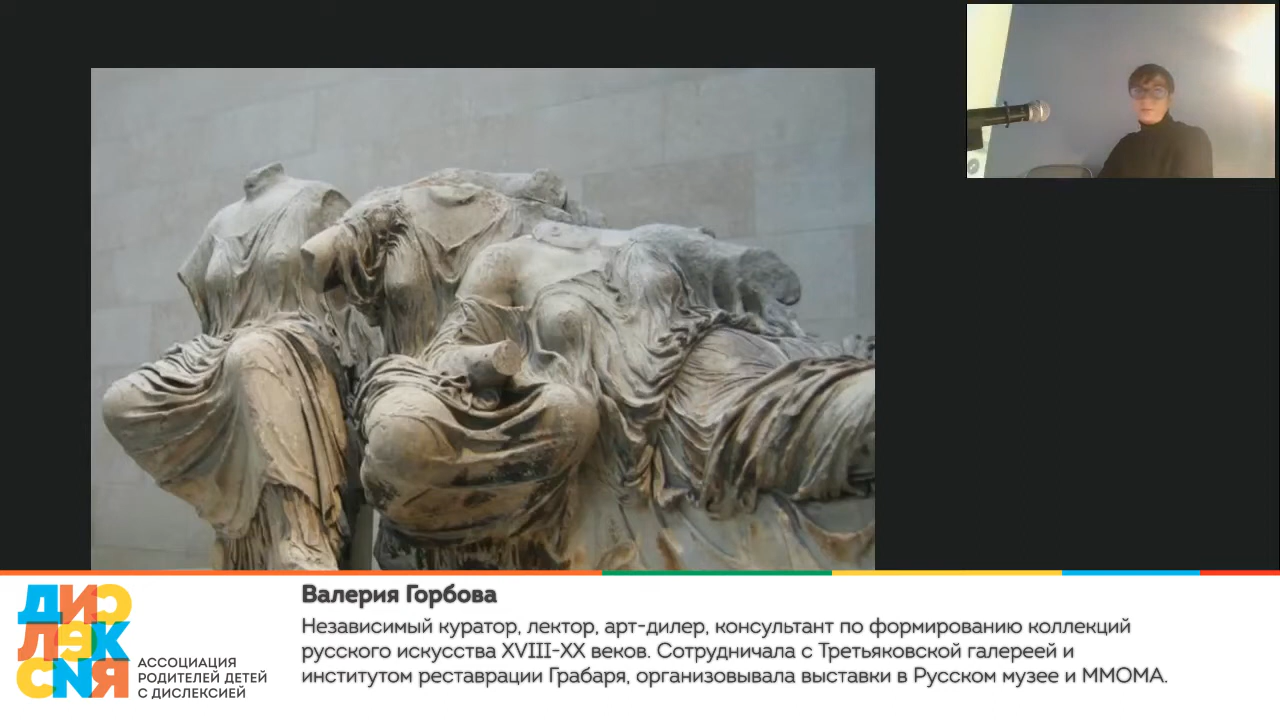 Валерия Горбова
Независимый куратор, лектор, арт-дилер, консультант по формированию коллекций
русского искусства XVIII-XX веков. Сотрудничала с Третьяковской галереей и
институтом реставрации Грабаря, организовывала выставки в Русском музее и ММОМА.
ДИС
ЛЕК
СИЯ
АССОЦИАЦИЯ
РОДИТЕЛЕЙ ДЕТЕЙ
С ДИСЛЕКСИЕЙ